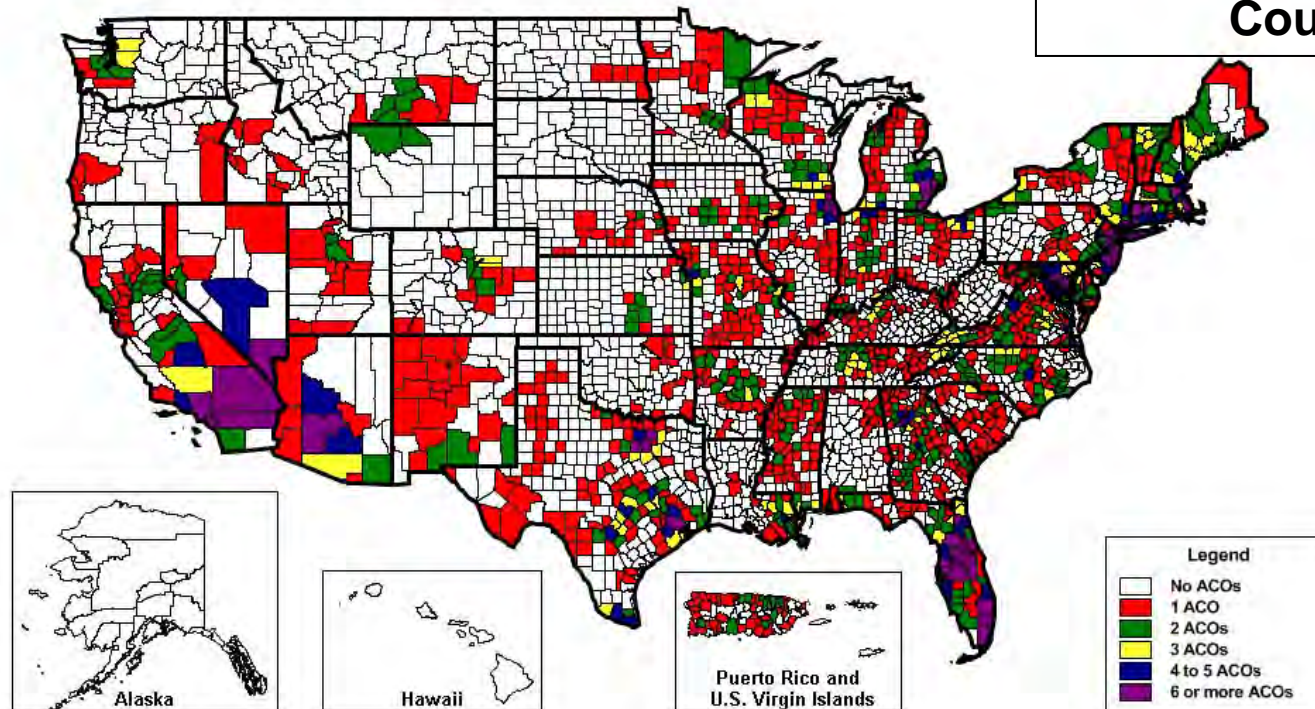 Cou
Legend
No ACOs
1 ACO
2 ACOs
3 ACOs
4 to 5 ACOs
6 or more ACOs
Alaska
Hawaii
Puerto Rico and
U.S. Virgin Islands